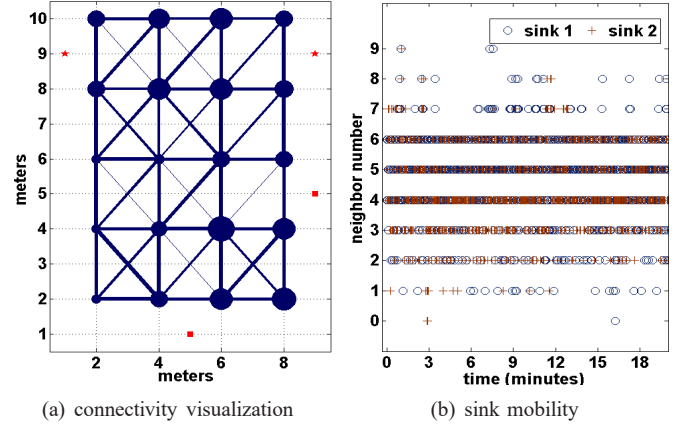 10
9
8
7
6
5
4
3
2
1
meters
2 4 6 8
meters
(a) connectivity visualization
sink 1 sink 2
9
8
7
6
5
4
3
2
1
0
neighbor number
0 3 6 9 12 15 18
time (minutes)
(b) sink mobility